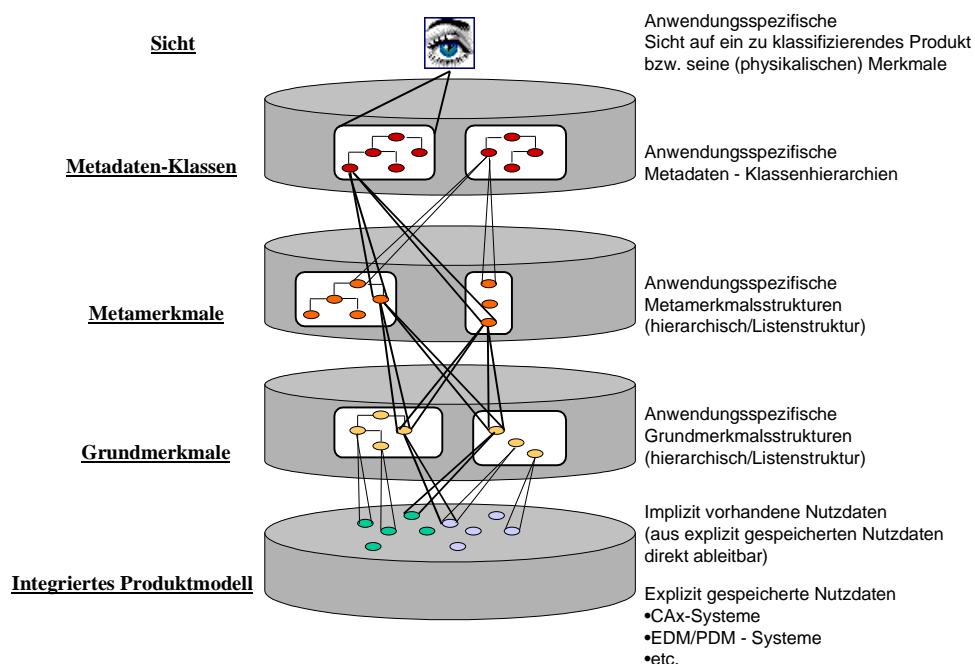 Sicht
Anwendungsspezifische
Sicht auf ein zu klassifizierendes Produkt
bzw. seine (physikalischen) Merkmale
Metadaten-Klassen
Anwendungsspezifische
Metadaten - Klassenhierarchien
Metamerkmale
Anwendungsspezifische
Metamerkmalsstrukturen
(hierarchisch/Listenstruktur)
Grundmerkmale
Anwendungsspezifische
Grundmerkmalsstrukturen
(hierarchisch/Listenstruktur)
Implizit vorhandene Nutzdaten
(aus explizit gespeicherten Nutzdaten
direkt ableitbar)
Integriertes Produktmodell
Explizit gespeicherte Nutzdaten
•CAx-Systeme
•EDM/PDM - Systeme
•etc.